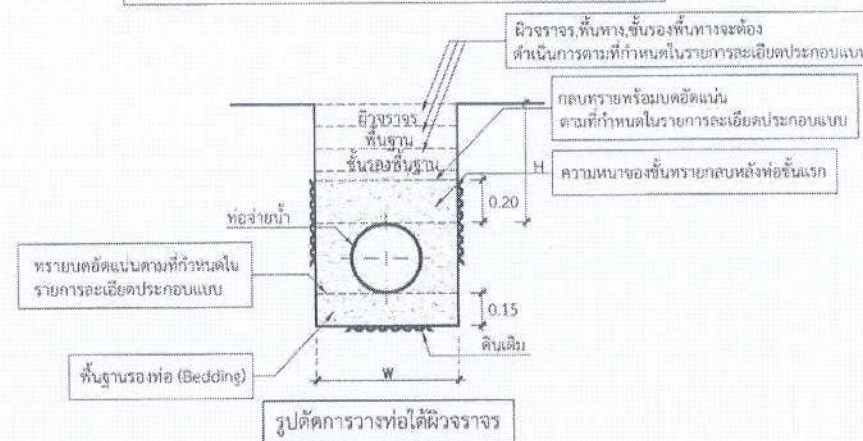 ผิวจราจร,พื้นทาง,ชั้นรองพื้นทางจะต้อง
ดำเนินการตามที่กำหนดในรายการละเอียดประกอบแบบ
กลบทรายพร้อมบดอัดแน่น
ตามที่กำหนดในรายการละเอียดประกอบแบบ
ผิวจราจร
พื้นฐาน
ชั้นรองพื้นฐาน
H
ความหนาของชั้นทรายกลบหลังท่อชั้นแรก
0.20
ท่อจ่ายน้ำ
ทรายบดอัดแน่นตามที่กำหนดใน
รายการละเอียดประกอบแบบ
0.15
ดินเดิม
พื้นฐานรองท่อ (Bedding)
W
รูปตัดการวางท่อใต้ผิวจราจร